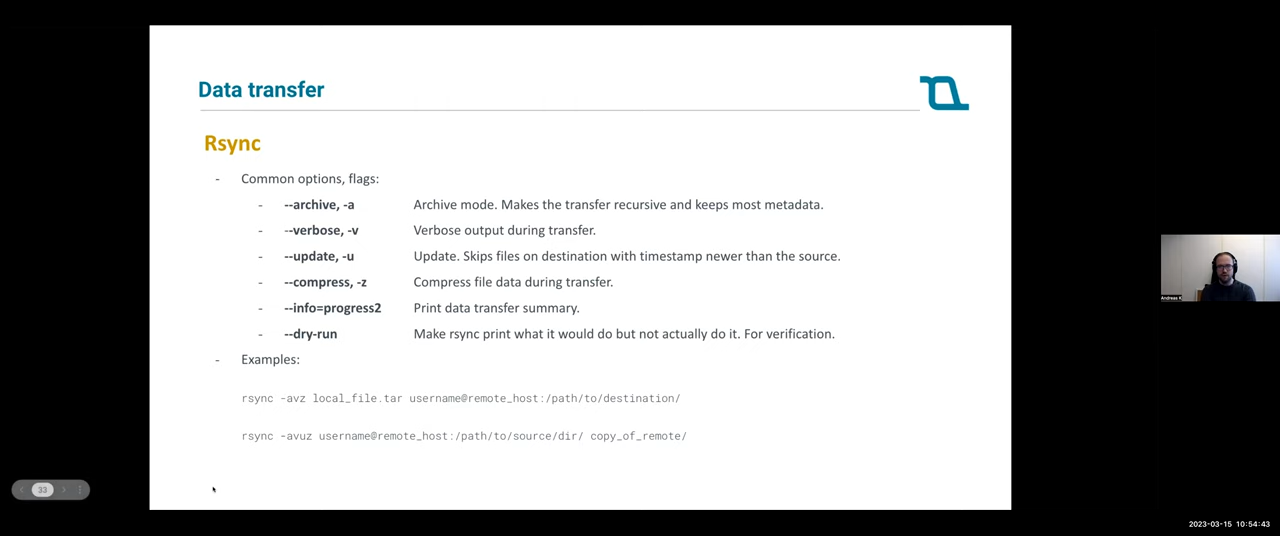 Data transfer
Rsync
- Common options, flags:
- --archive, -a Archive mode. Makes the transfer recursive and keeps most metadata.
- --verbose, -v Verbose output during transfer.
- --update, -u Update. Skips files on destination with timestamp newer than the source.
- --compress, -z Compress file data during transfer.
- --info=progress2 Print data transfer summary.
- --dry-run Make rsync print what it would do but not actually do it. For verification.
- Examples:
rsync -avz local_file.tar username@remote_host:/path/to/destination/
rsync -avuz username@remote_host:/path/to/source/dir/ copy_of_remote/
Andreas K
33
2023-03-15 10:54:43